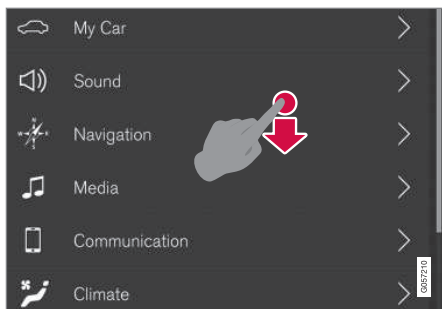 My Car
Sound
Navigation
Media
Communication
Climate
G057210